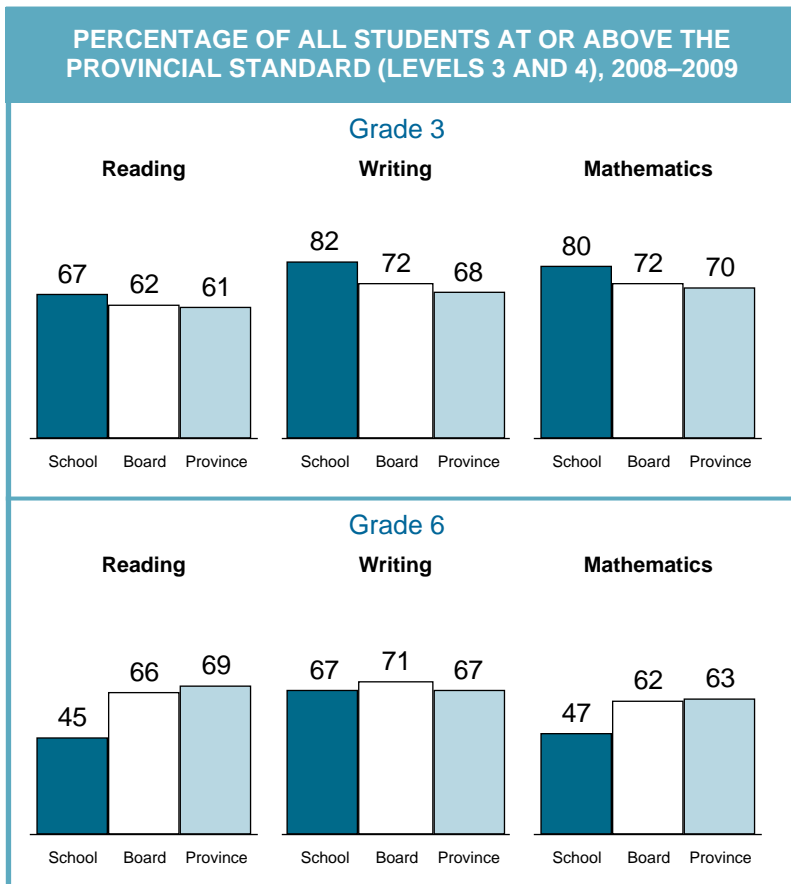 PERCENTAGE OF ALL STUDENTS AT OR ABOVE THE
PROVINCIAL STANDARD (LEVELS 3 AND 4), 2008–2009
Grade 3
Reading Writing Mathematics
67 62 61 82 72 68 80 72 70
School Board Province School Board Province School Board Province
Grade 6
Reading Writing Mathematics
45 66 69 67 71 67 47 62 63
School Board Province School Board Province School Board Province